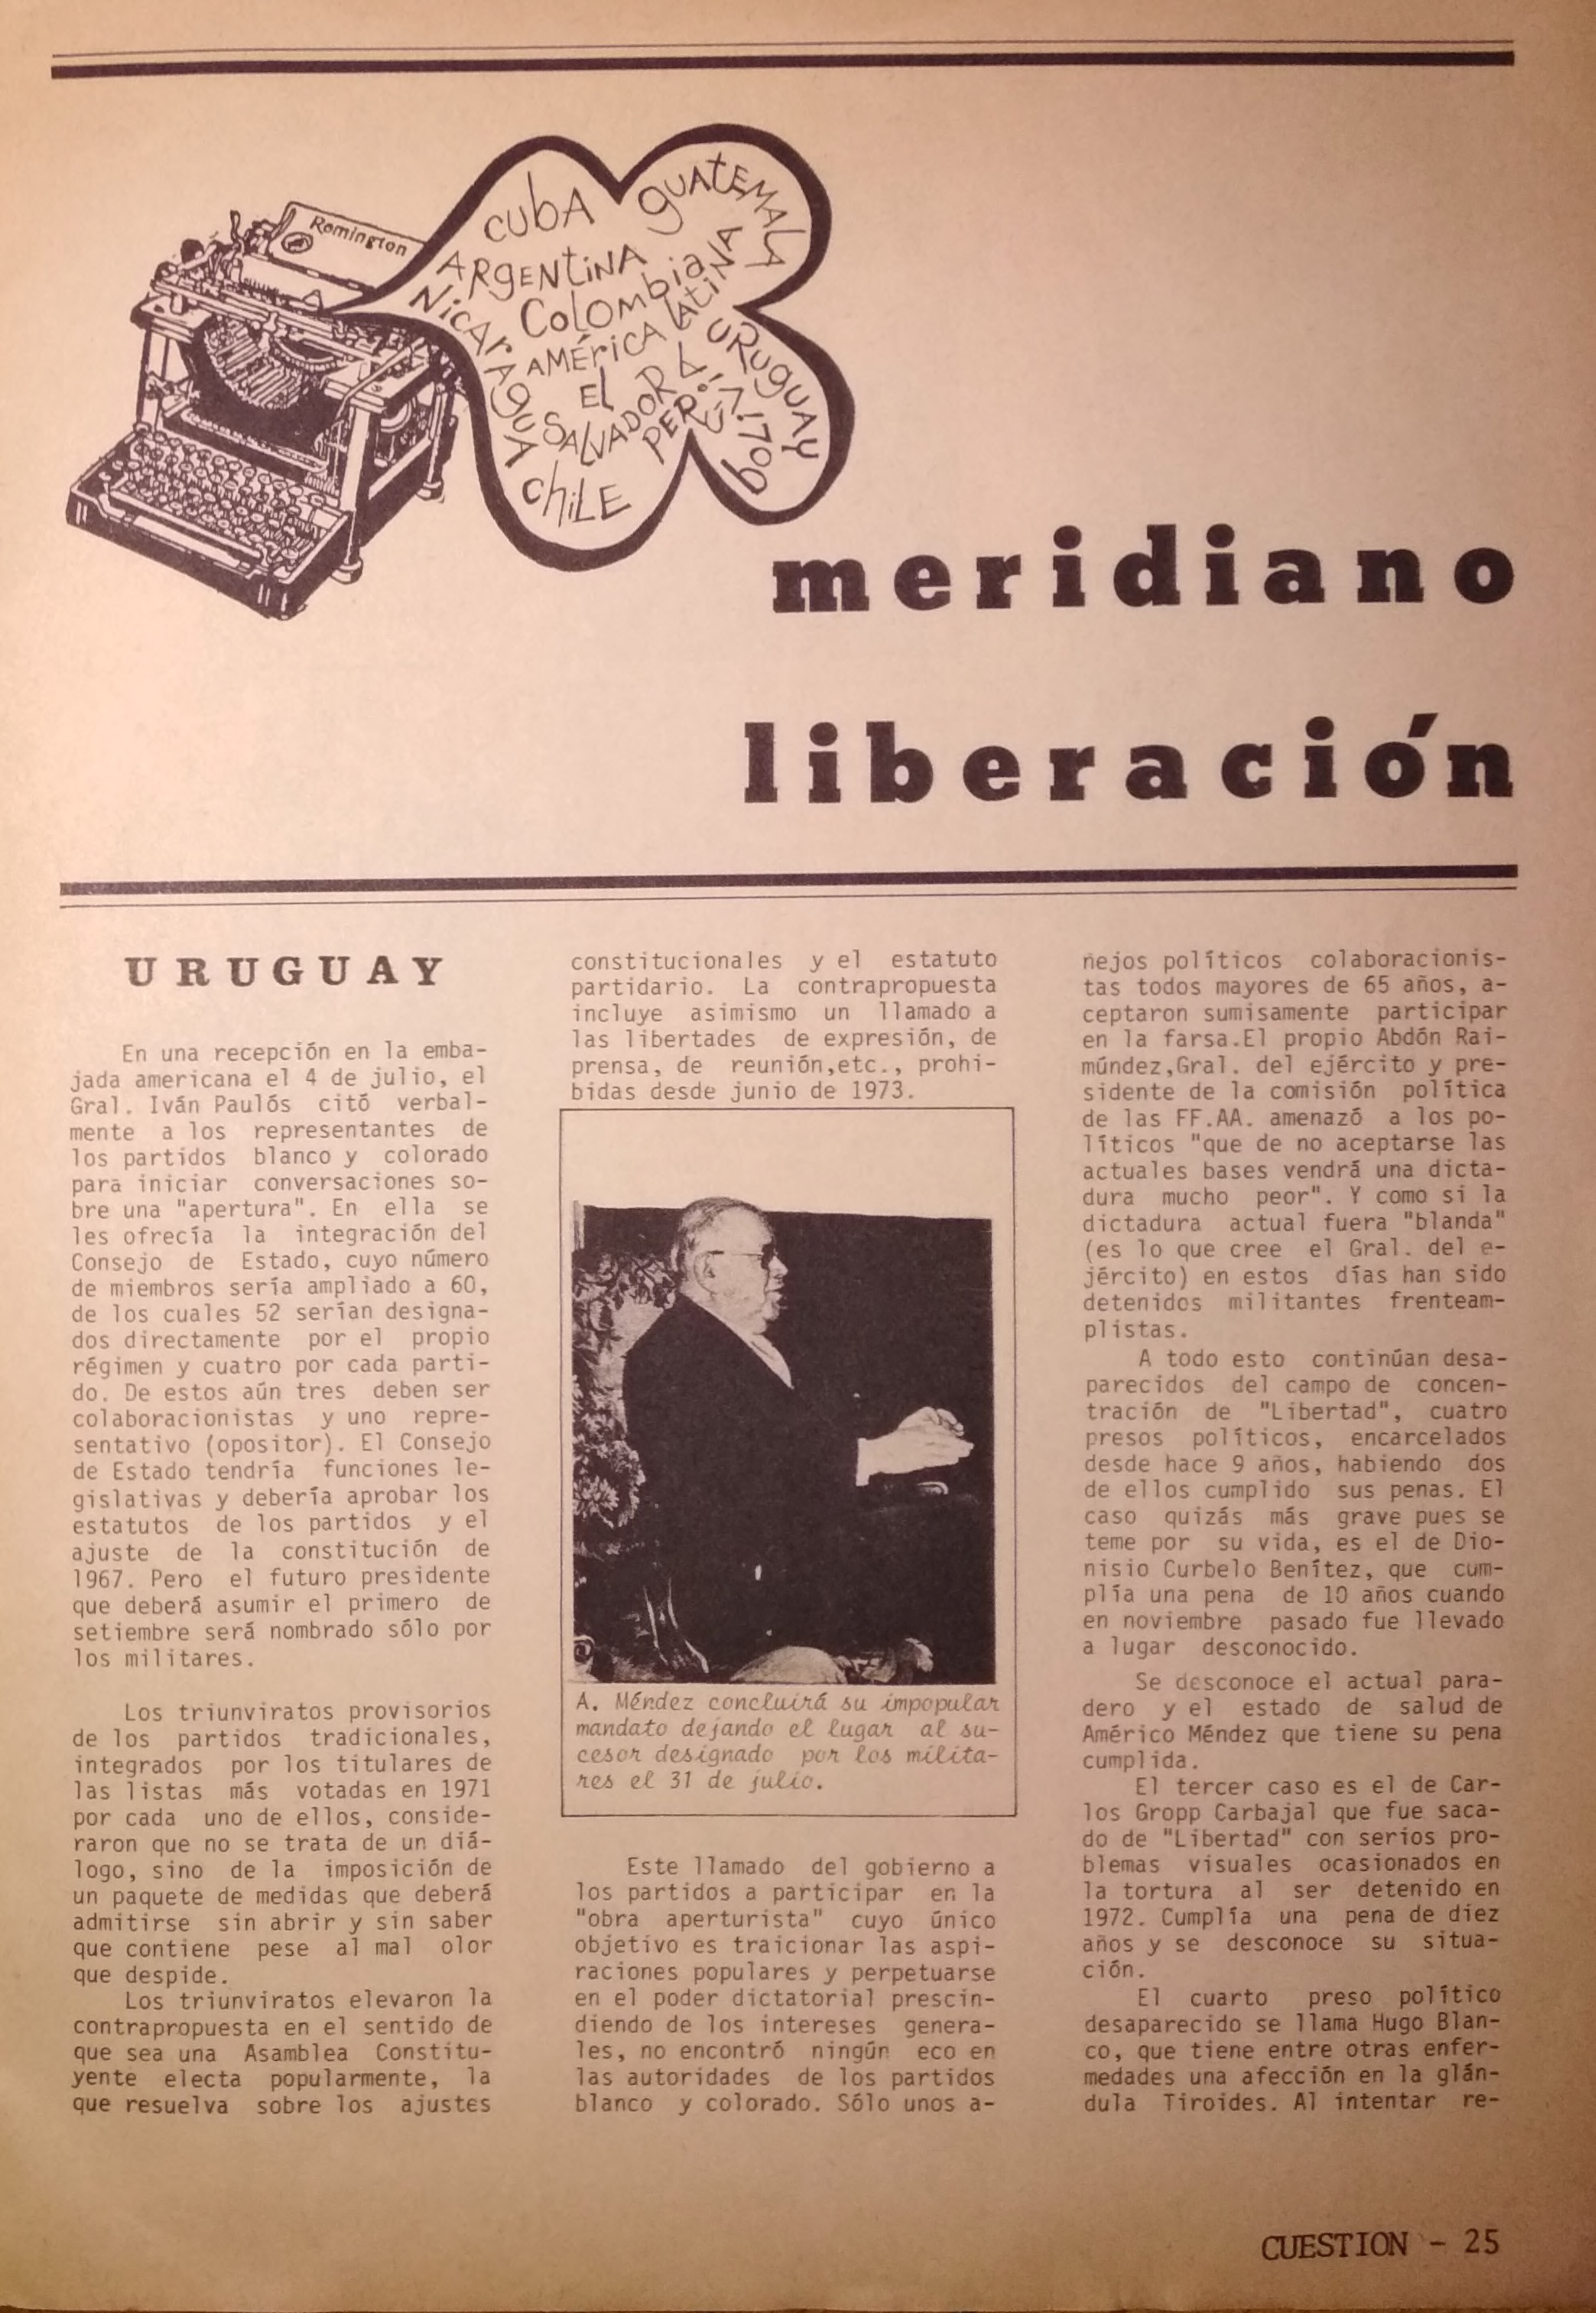 Remington
CUBA
GUATEMALA
ARGENTINA
NICARAGUA
COLOMBIA
AMÉRICA LATINA
URUGUAY
EL
SALVADOR
PERÚ
CHILE
meridiano
liberación
URUGUAY
En una recepción en la emba-
jada americana el 4 de julio, el
Gral. Iván Paulós citó verbal-
mente a los representantes de
los partidos blanco y colorado
para iniciar conversaciones so-
bre una "apertura". En ella se
les ofrecía la integración del
Consejo de Estado, cuyo número
de miembros sería ampliado a 60,
de los cuales 52 serían designa-
dos directamente por el propio
régimen y cuatro por cada parti-
do. De estos aún tres deben ser
colaboracionistas y uno repre-
sentativo (opositor). El Consejo
de Estado tendría funciones le-
gislativas y debería aprobar los
estatutos de los partidos y el
ajuste de la constitución de
1967. Pero el futuro presidente
que deberá asumir el primero de
setiembre será nombrado sólo por
los militares.
Los triunviratos provisorios
de los partidos tradicionales,
integrados por los titulares de
las listas más votadas en 1971
por cada uno de ellos, conside-
raron que no se trata de un diá-
logo, sino de la imposición de
un paquete de medidas que deberá
admitirse sin abrir y sin saber
que contiene pese al mal olor
que despide.
Los triunviratos elevaron la
contrapropuesta en el sentido de
que sea una Asamblea Constitu-
yente electa popularmente, la
que resuelva sobre los ajustes
constitucionales y el estatuto
partidario. La contrapropuesta
incluye asimismo un llamado a
las libertades de expresión, de
prensa, de reunión,etc., prohi-
bidas desde junio de 1973.
A. Méndez concluirá su impopular
mandato dejando el lugar al su-
cesor designado por los milita-
res el 31 de julio.
Este llamado del gobierno a
los partidos a participar en la
"obra aperturista" cuyo único
objetivo es traicionar las aspi-
raciones populares y perpetuarse
en el poder dictatorial prescin-
diendo de los intereses genera-
les, no encontró ningún eco en
las autoridades de los partidos
blanco y colorado. Sólo unos a-
ñejos políticos colaboracionis-
tas todos mayores de 65 años, a-
ceptaron sumisamente participar
en la farsa.El propio Abdón Rai-
múndez,Gral. del ejército y pre-
sidente de la comisión política
de las FF.AA. amenazó a los po-
líticos "que de no aceptarse las
actuales bases vendrá una dicta-
dura mucho peor". Y como si la
dictadura actual fuera "blanda"
(es lo que cree el Gral. del e-
jército) en estos días han sido
detenidos militantes frenteam-
plistas.
A todo esto continúan desa-
parecidos del campo de concen-
tración de "Libertad", cuatro
presos políticos, encarcelados
desde hace 9 años, habiendo dos
de ellos cumplido sus penas. El
caso quizás más grave pues se
teme por su vida, es el de Dio-
nisio Curbelo Benítez, que cum-
plía una pena de 10 años cuando
en noviembre pasado fue llevado
a lugar desconocido.
Se desconoce el actual para-
dero y el estado de salud de
Américo Méndez que tiene su pena
cumplida.
El tercer caso es el de Car-
los Gropp Carbajal que fue saca-
do de "Libertad" con serios pro-
blemas visuales ocasionados en
la tortura al ser detenido en
1972. Cumplía una pena de diez
años y se desconoce su situa-
ción.
El cuarto preso político
desaparecido se llama Hugo Blan-
co, que tiene entre otras enfer-
medades una afección en la glán-
dula Tiroides. Al intentar re-
CUESTION - 25